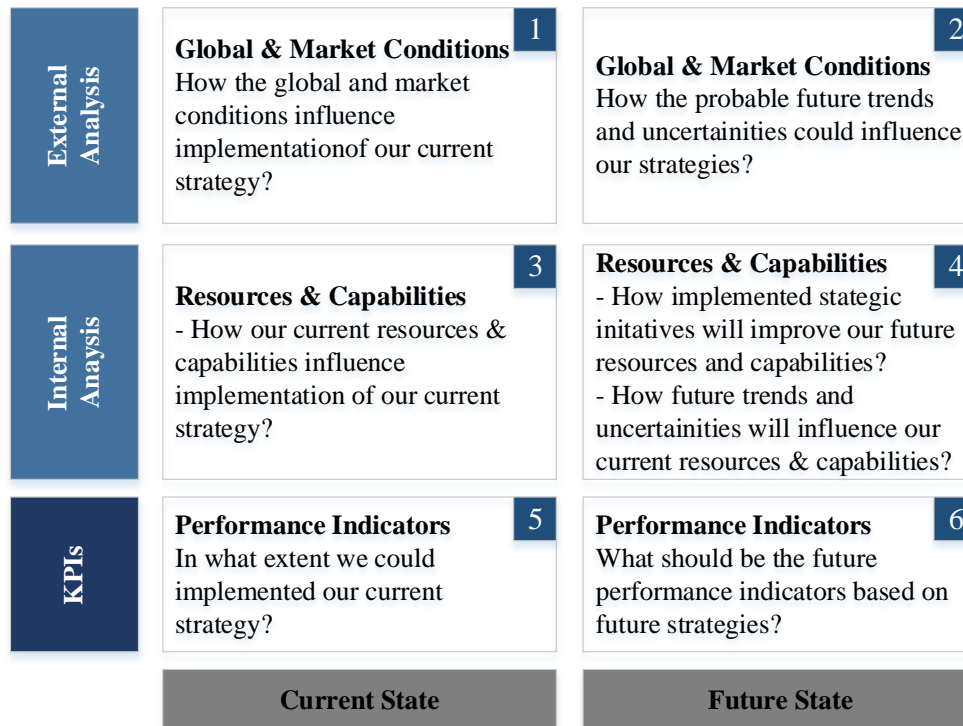 External
Analysis
1
Global & Market Conditions
How the global and market
conditions influence
implementationof our current
strategy?
2
Global & Market Conditions
How the probable future trends
and uncertainities could influence
our strategies?
Internal
Anaysis
3
Resources & Capabilities
- How our current resources &
capabilities influence
implementation of our current
strategy?
4
Resources & Capabilities
- How implemented stategic
initatives will improve our future
resources and capabilities?
- How future trends and
uncertainities will influence our
current resources & capabilities?
KPIs
5
Performance Indicators
In what extent we could
implemented our current
strategy?
6
Performance Indicators
What should be the future
performance indicators based on
future strategies?
Current State
Future State